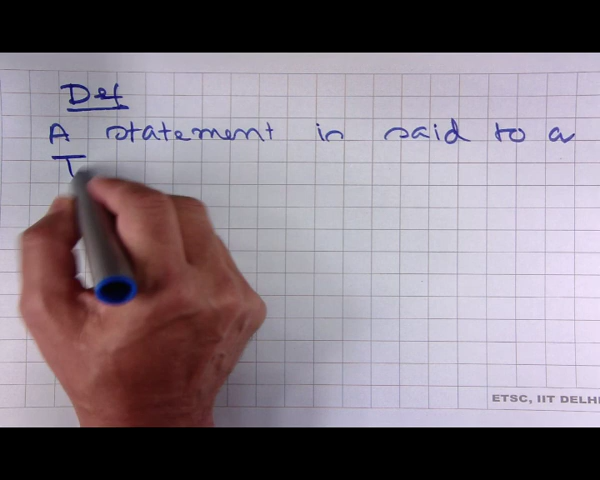 Def
A statement is said to a
T
ETSC, IIT DELHI